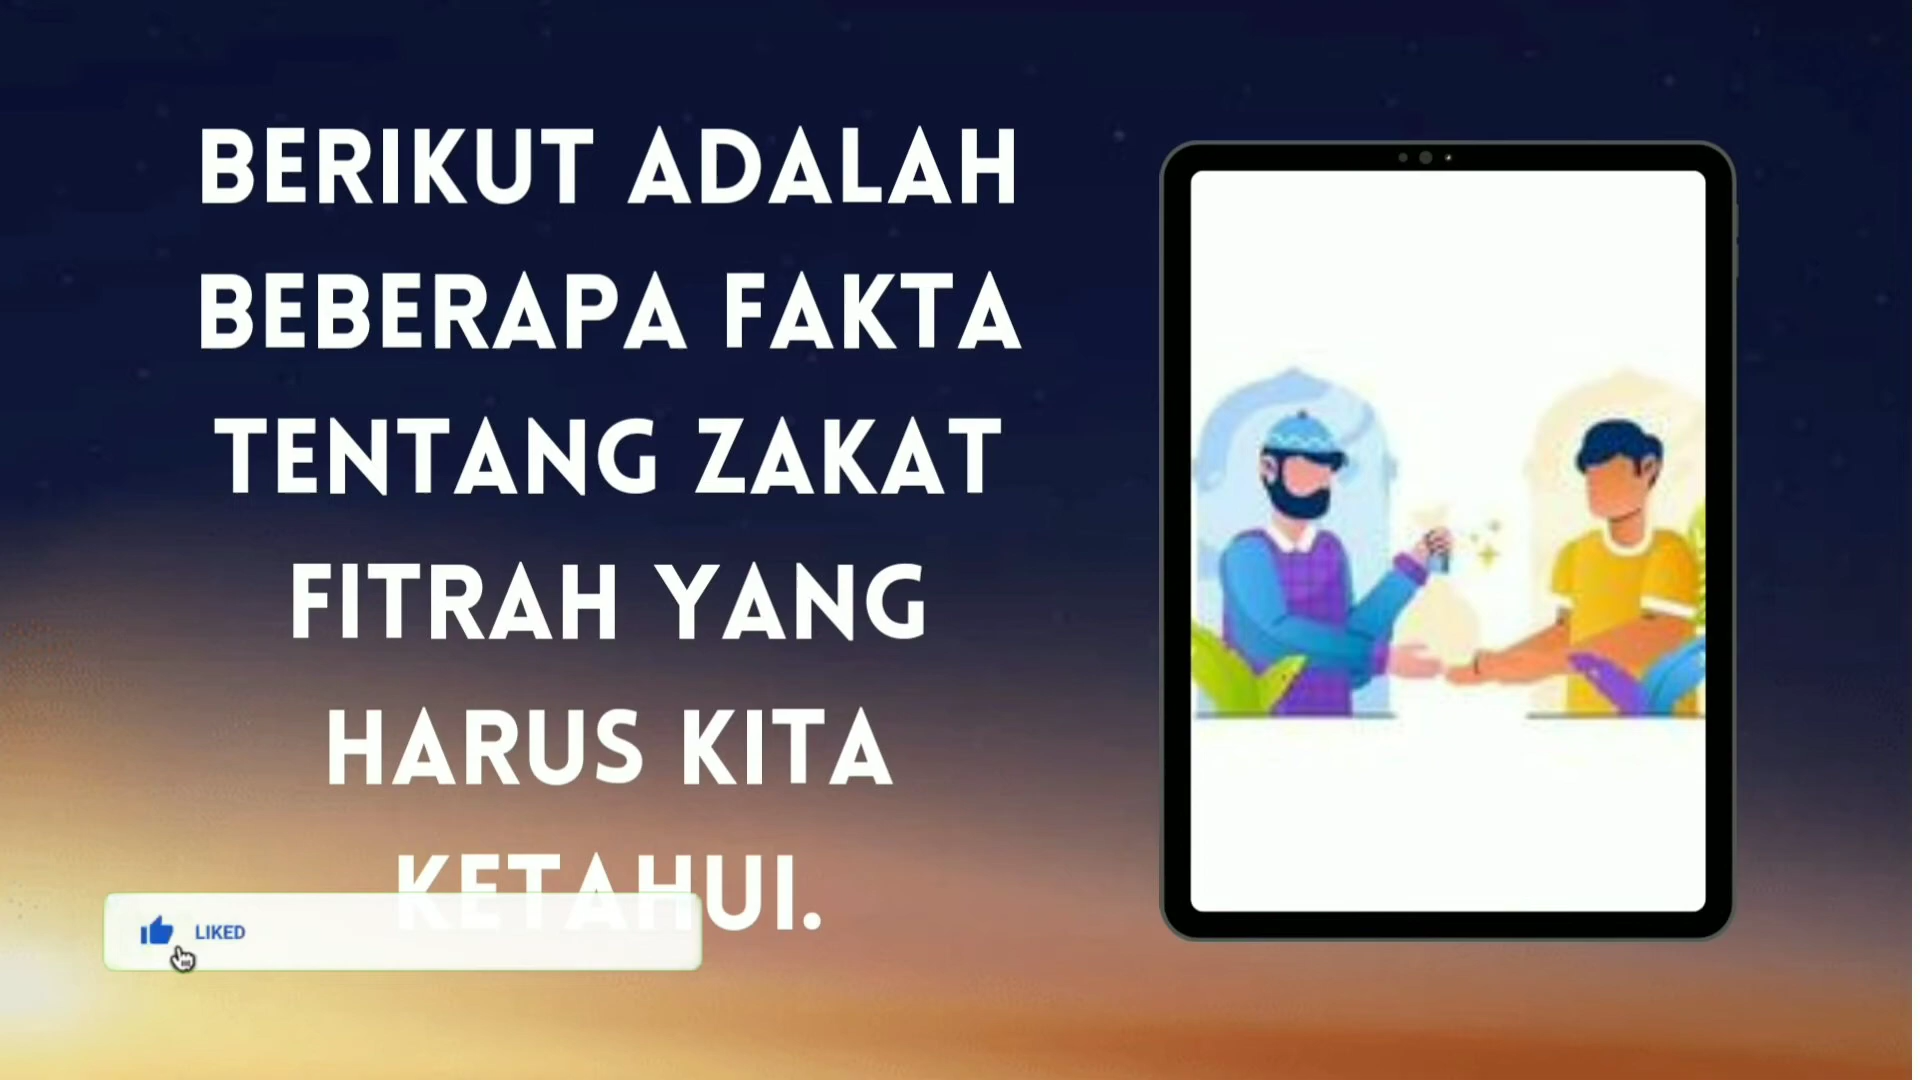 BERIKUT ADALAH
BEBERAPA FAKTA
TENTANG ZAKAT
FITRAH YANG
HARUS KITA
KETAHUI.
LIKED